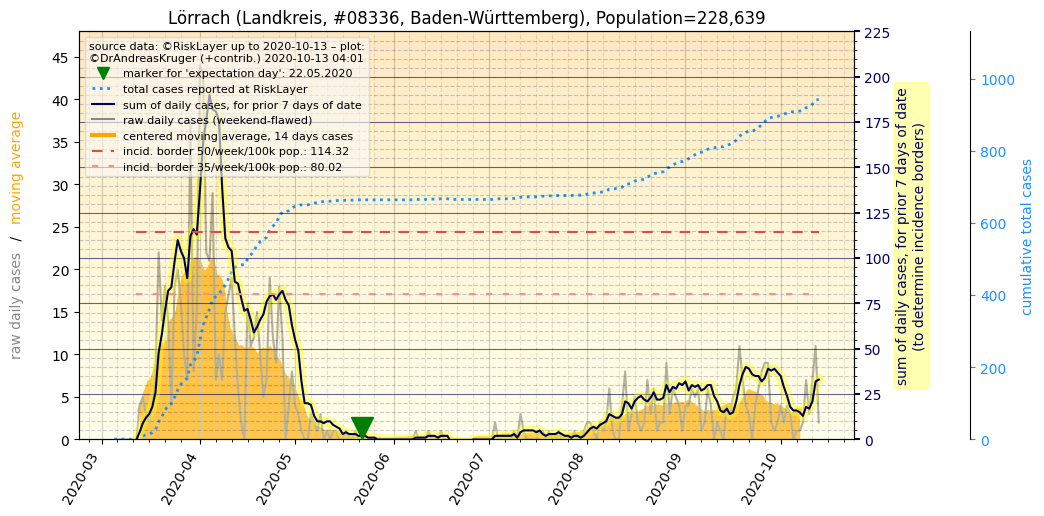 Lörrach (Landkreis, #08336, Baden-Württemberg), Population=228,639
source data: ©RiskLayer up to 2020-10-13 – plot:
©DrAndreasKruger (+contrib.) 2020-10-13 04:01
marker for 'expectation day': 22.05.2020
total cases reported at RiskLayer
sum of daily cases, for prior 7 days of date
raw daily cases (weekend-flawed)
centered moving average, 14 days cases
incid. border 50/week/100k pop.: 114.32
incid. border 35/week/100k pop.: 80.02
raw daily cases / moving average
45
40
35
30
25
20
15
10
5
0
2020-03
2020-04
2020-05
2020-06
2020-07
2020-08
2020-09
2020-10
225
200
175
150
125
100
75
50
25
0
sum of daily cases, for prior 7 days of date
(to determine incidence borders)
1000
800
600
400
200
0
cumulative total cases